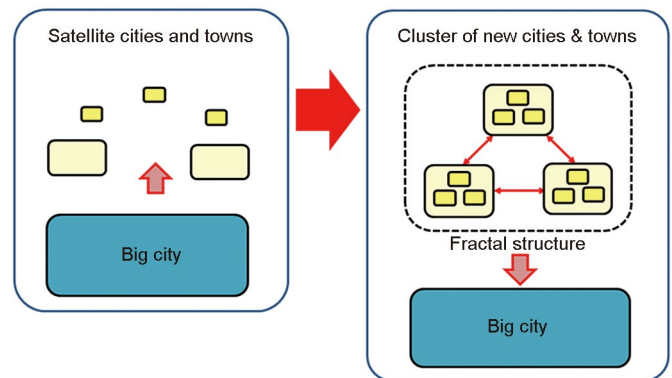 Satellite cities and towns
Big city
Cluster of new cities & towns
Fractal structure
Big city